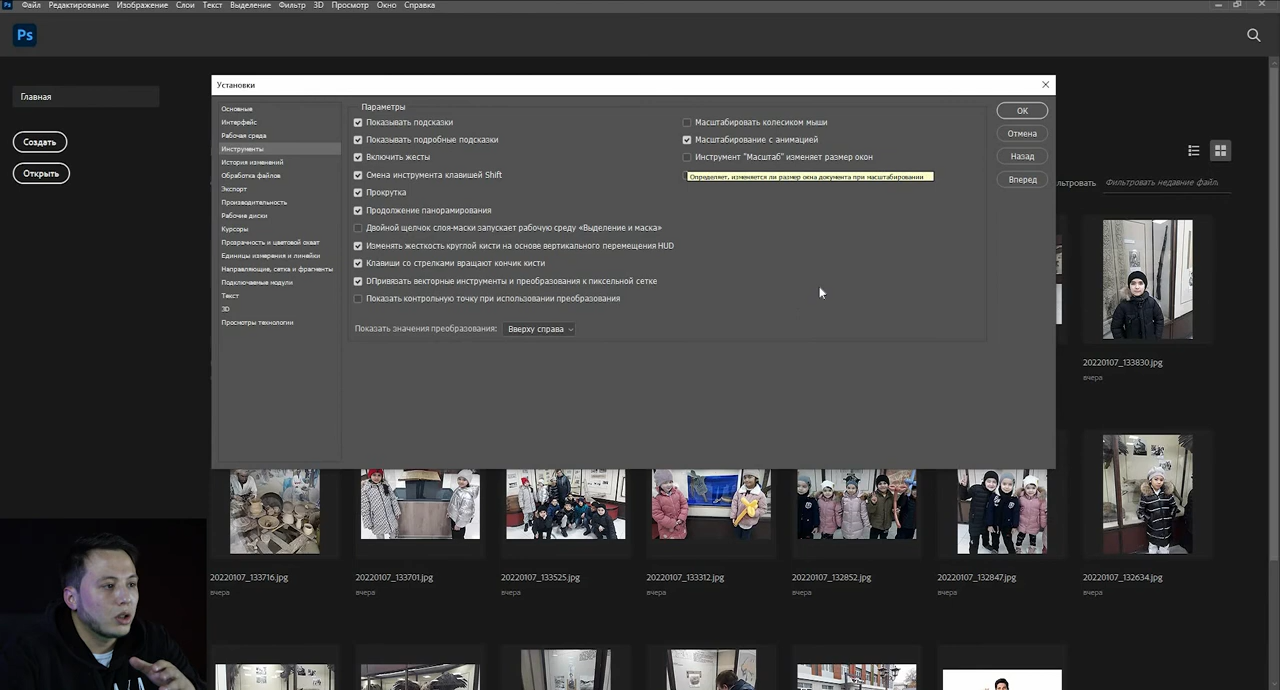 Ps Файл Редактирование Изображение Слои Текст Выделение Фильтр 3D Просмотр Окно Справка
Ps
Главная
Создать
Открыть
Установки
Основные
Интерфейс
Рабочая среда
Инструменты
История изменений
Обработка файлов
Экспорт
Производительность
Рабочие диски
Курсоры
Прозрачность и цветовой охват
Единицы измерения и линейки
Направляющие, сетка и фрагменты
Подключаемые модули
Текст
3D
Просмотры технологии
Параметры
Показывать подсказки
Показывать подробные подсказки
Включить жесты
Смена инструмента клавишей Shift
Прокрутка
Продолжение панорамирования
Двойной щелчок слоя-маски запускает рабочую среду «Выделение и маска»
Изменять жесткость круглой кисти на основе вертикального перемещения HUD
Клавиши со стрелками вращают кончик кисти
DПривязать векторные инструменты и преобразования к пиксельной сетке
Показать контрольную точку при использовании преобразования
Показать значения преобразования: Вверху справа
Масштабировать колесиком мыши
Масштабирование с анимацией
Инструмент "Масштаб" изменяет размер окон
Определяет, изменяется ли размер окна документа при масштабировании
ОК
Отмена
Назад
Вперед
льтровать Фильтровать недавние файл.
20220107_133830.jpg
вчера
20220107_133716.jpg 20220107_133701.jpg 20220107_133525.jpg 20220107_133312.jpg 20220107_132852.jpg 20220107_132847.jpg 20220107_132634.jpg
вчера вчера вчера вчера вчера вчера вчера